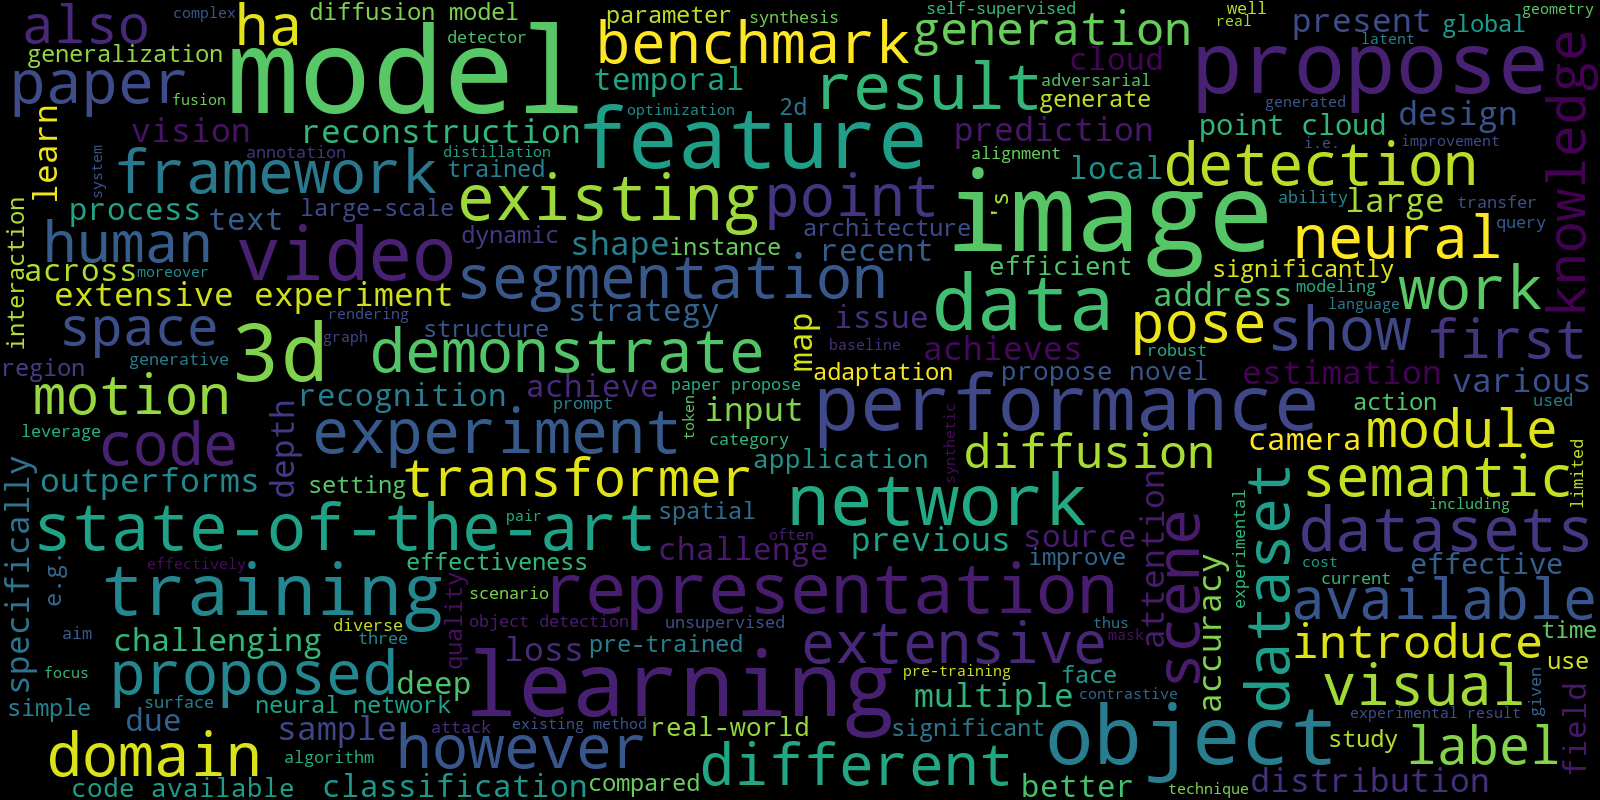 complex
self-supervised
well
geometry
also
ha
diffusion model
parameter
synthesis
real
present
global
generalization
model
detector
benchmark
generation
latent
propose
knowledge
paper
temporal
result
cloud
adversarial
fusion
optimization
2d
generate
generated
design
learn
vision
reconstruction
feature
prediction
point cloud
i.e.
improvement
system
framework
annotation
distillation
trained
alignment
local
detection
process
text
large-scale
existing
point
image
's
ability
large
transfer
query
interaction
human
video
dynamic
shape
instance
architecture
recent
neural
across
moreover
segmentation
efficient
significantly
modeling
work
extensive experiment
strategy
data
address
language
space
rendering
graph
structure
map
issue
pose
show
first
region
generative
3d
demonstrate
baseline
achieves
robust
motion
recognition
achieve
paper propose
adaptation
propose novel
estimation
various
leverage
code
depth
experiment
prompt
token
input
performance
synthetic
action
used
category
camera
module
specifically
outperforms
setting
transformer
application
diffusion
semantic
limited
state-of-the-art
pair
spatial
network
attention
scene
experimental
dataset
including
datasets
e.g.
effectively
effectiveness
challenge
often
previous
source
improve
accuracy
cost
current
effective
training
quality
scenario
representation
available
aim
challenging
diverse
three
object detection
unsupervised
thus
mask
introduce
time
focus
proposed
loss
pre-trained
extensive
pre-training
face
use
simple
surface
deep
learning
multiple
contrastive
visual
given
field
due
neural network
sample
attack
existing method
real-world
significant
object
experimental result
study
label
domain
algorithm
however
different
code available
classification
compared
better
technique
distribution